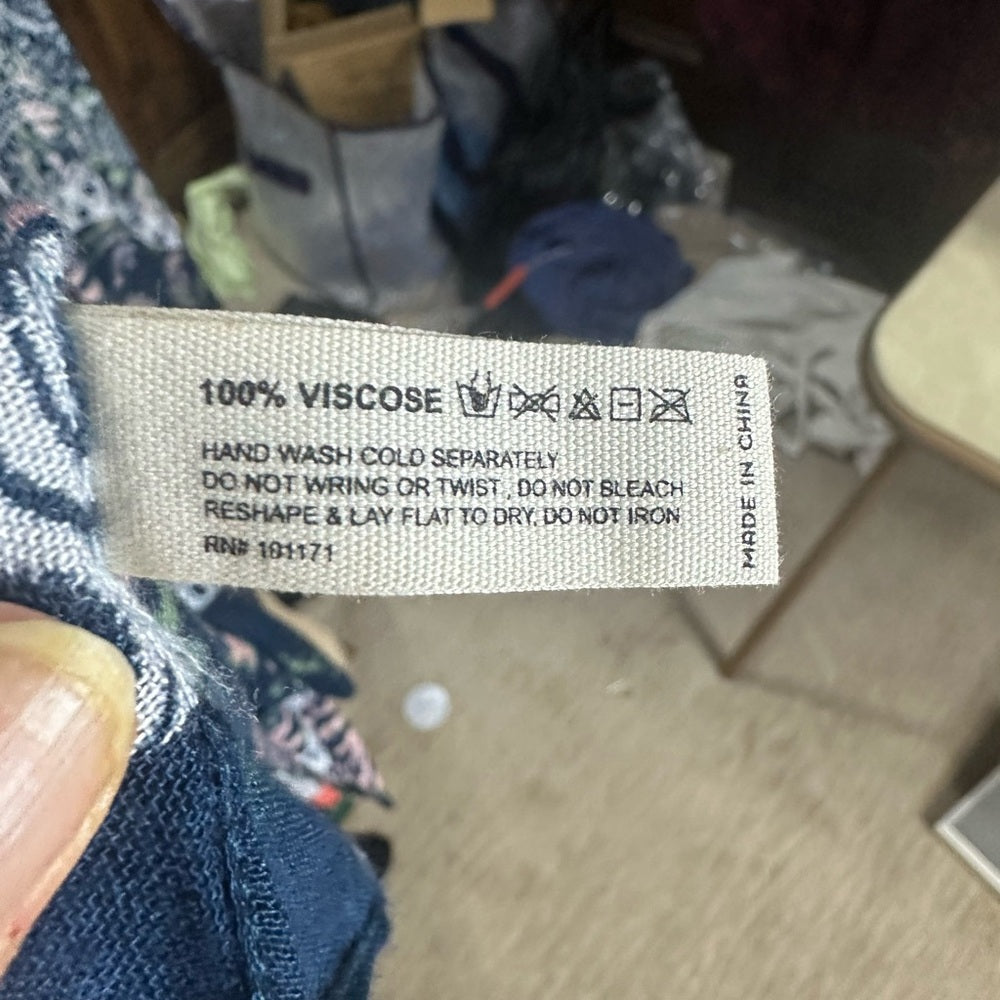 100% VISCOSE
HAND WASH COLD SEPARATELY
DO NOT WRING OR TWIST , DO NOT BLEACH
RESHAPE & LAY FLAT TO DRY, DO NOT IRON
RN# 101171
MADE IN CHINA